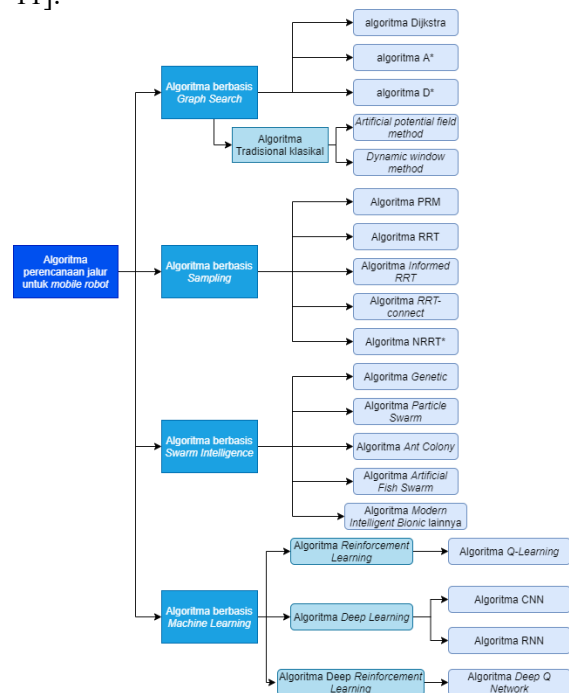 11].
algoritma Dijkstra
algoritma A*
algoritma D*
Algoritma berbasis
Graph Search
Algoritma
Tradisional klasikal
Artificial potential field
method
Dynamic window
method
Algoritma
perencanaan jalur
untuk mobile robot
Algoritma berbasis
Sampling
Algoritma PRM
Algoritma RRT
Algoritma Informed
RRT
Algoritma RRT-
connect
Algoritma NRRT*
Algoritma berbasis
Swarm Intelligence
Algoritma Genetic
Algoritma Particle
Swarm
Algoritma Ant Colony
Algoritma Artificial
Fish Swarm
Algoritma Modern
Intelligent Bionic lainnya
Algoritma berbasis
Machine Learning
Algoritma Reinforcement
Learning
Algoritma Q-Learning
Algoritma Deep Learning
Algoritma CNN
Algoritma RNN
Algoritma Deep Reinforcement
Learning
Algoritma Deep Q
Network